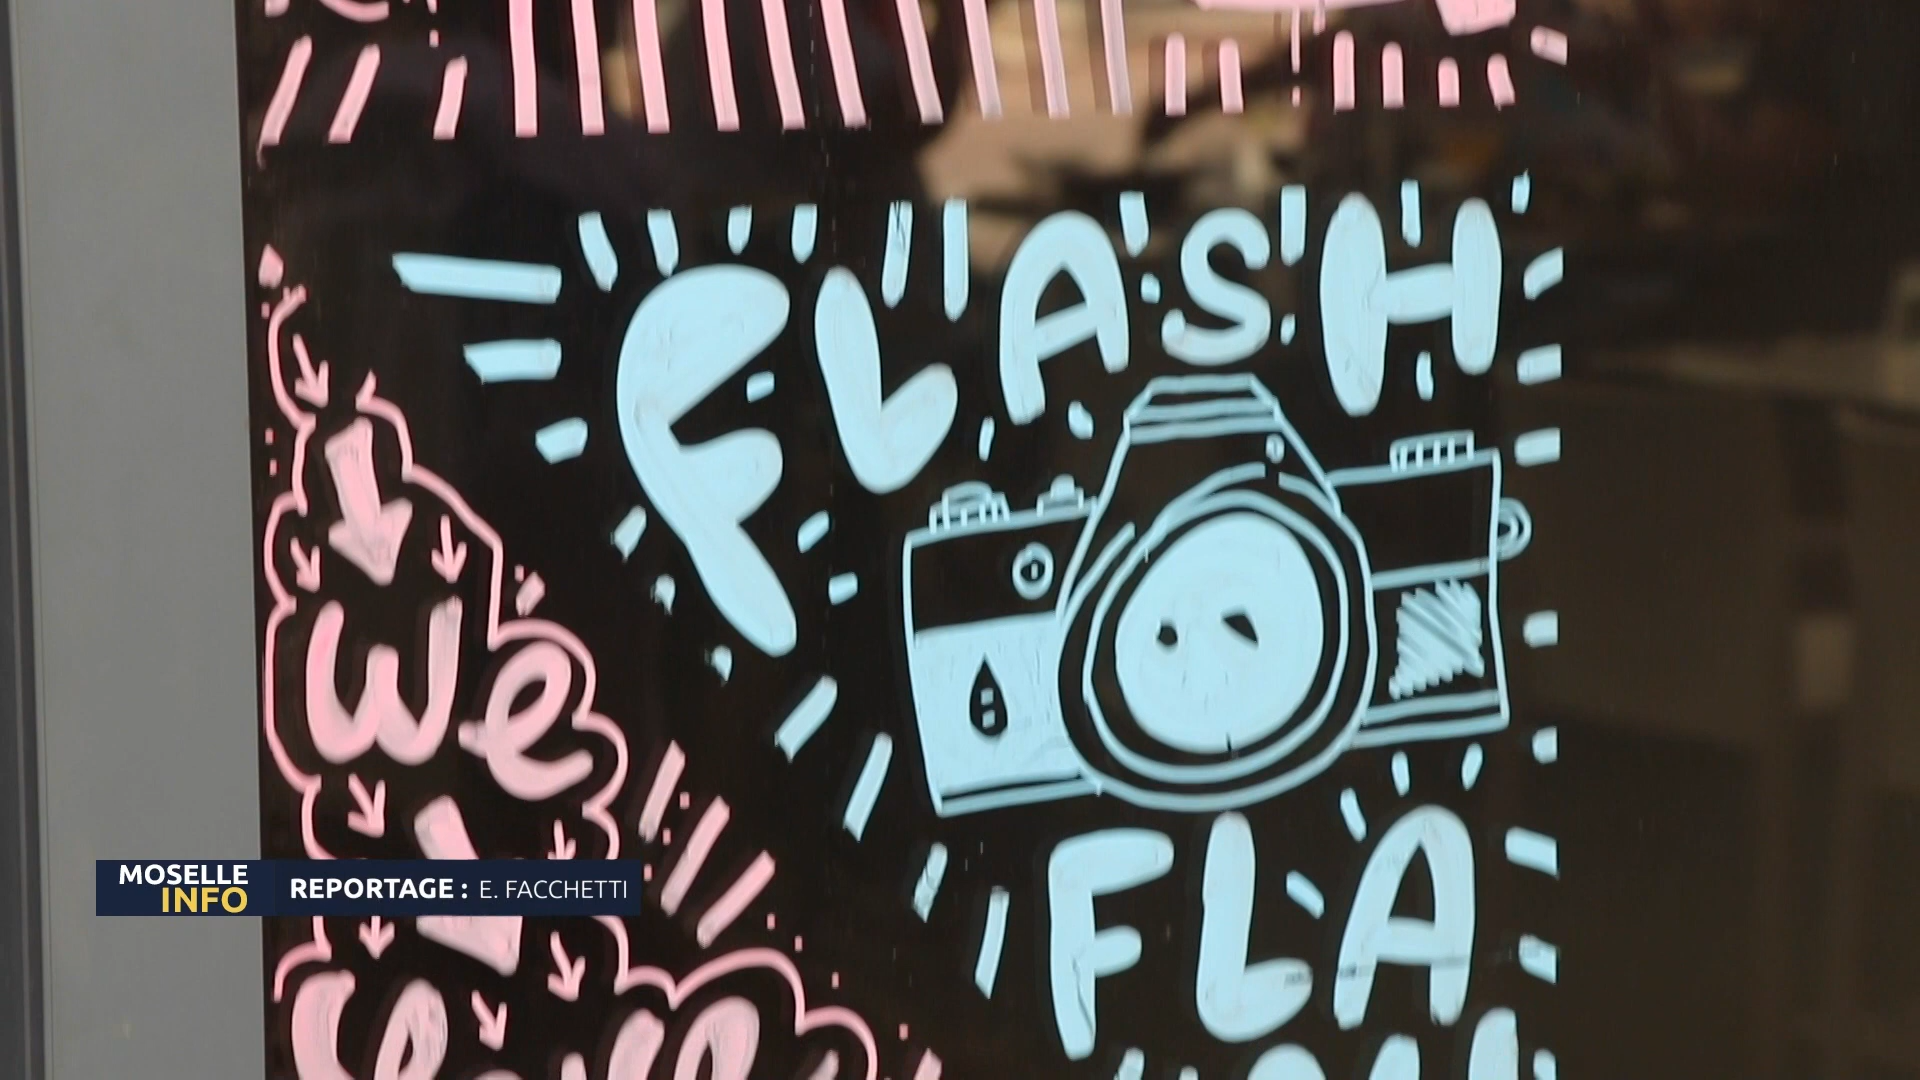 FLASH
We
FLA
MOSELLE
INFO
REPORTAGE : E. FACCHETTI